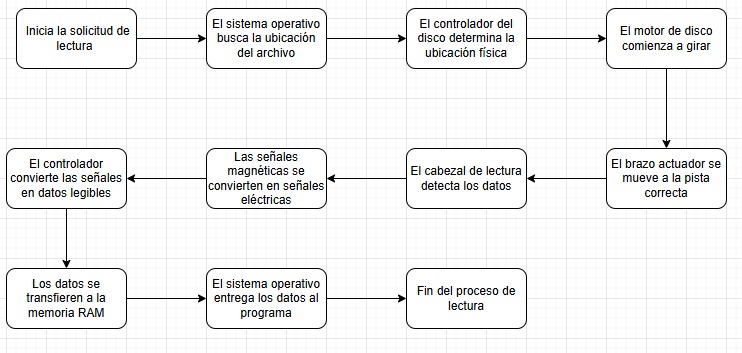 Inicia la solicitud de
lectura
El sistema operativo
busca la ubicación
del archivo
El controlador del
disco determina la
ubicación física
El motor de disco
comienza a girar
El brazo actuador se
mueve a la pista
correcta
El cabezal de lectura
detecta los datos
Las señales
magnéticas se
convierten en señales
eléctricas
El controlador
convierte las señales
en datos legibles
Los datos se
transfieren a la
memoria RAM
El sistema operativo
entrega los datos al
programa
Fin del proceso de
lectura